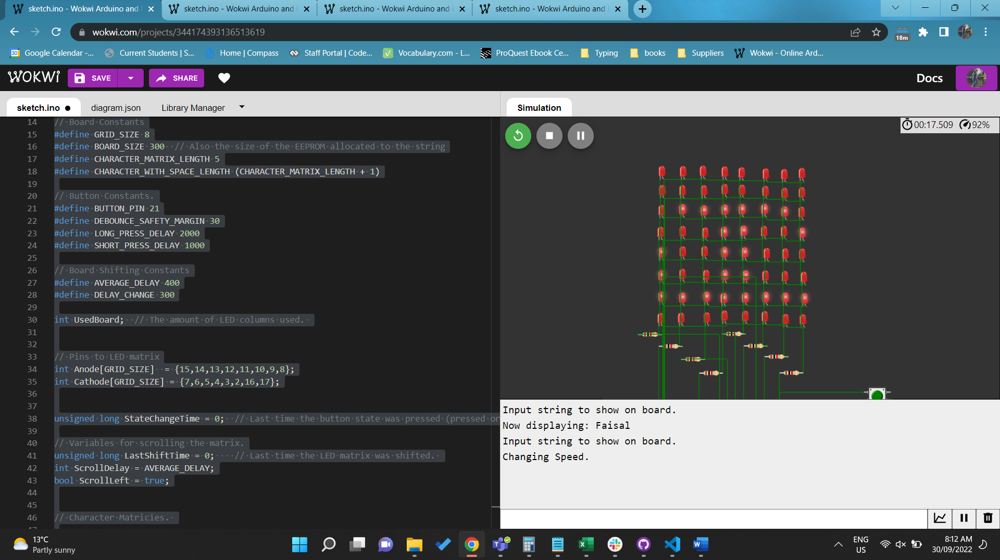 sketch.ino - Wokwi Arduino and
sketch.ino - Wokwi Arduino and
sketch.ino - Wokwi Arduino and
sketch.ino - Wokwi Arduino and
wokwi.com/projects/344174393136513619
18m
30
Google Calendar -...
Current Students | S...
Home | Compass
Staff Portal | Code...
Vocabulary.com - L...
ProQuest Ebook Ce...
Typing
books
Suppliers
Wokwi - Online Ard...
WOKWi
SAVE
SHARE
Docs
sketch.ino
diagram.json
Library Manager
Simulation
00:17.509
92%
14 // Board Constants
15 #define GRID_SIZE 8
16 #define BOARD_SIZE 300  // Also the size of the EEPROM allocated to the string
17 #define CHARACTER_MATRIX_LENGTH 5
18 #define CHARACTER_WITH_SPACE_LENGTH (CHARACTER_MATRIX_LENGTH + 1)
19
20 // Button Constants.
21 #define BUTTON_PIN 21
22 #define DEBOUNCE_SAFETY_MARGIN 30
23 #define LONG_PRESS_DELAY 2000
24 #define SHORT_PRESS_DELAY 1000
25
26 // Board Shifting Constants
27 #define AVERAGE_DELAY 400
28 #define DELAY_CHANGE 300
29
30 int UsedBoard;  // The amount of LED columns used.
31
32
33 // Pins to LED matrix
34 int Anode[GRID_SIZE]  = {15,14,13,12,11,10,9,8};
35 int Cathode[GRID_SIZE] = {7,6,5,4,3,2,16,17};
36
37
38 unsigned long StateChangeTime = 0;  // Last time the button state was pressed (pressed or
39
40 // Variables for scrolling the matrix.
41 unsigned long LastShiftTime = 0;    // Last time the LED matrix was shifted.
42 int ScrollDelay = AVERAGE_DELAY;
43 bool ScrollLeft = true;
44
45
46 // Character Matricies.
Input string to show on board.
Now displaying: Faisal
Input string to show on board.
Changing Speed.
13°C
Partly sunny
ENG
US
8:12 AM
30/09/2022